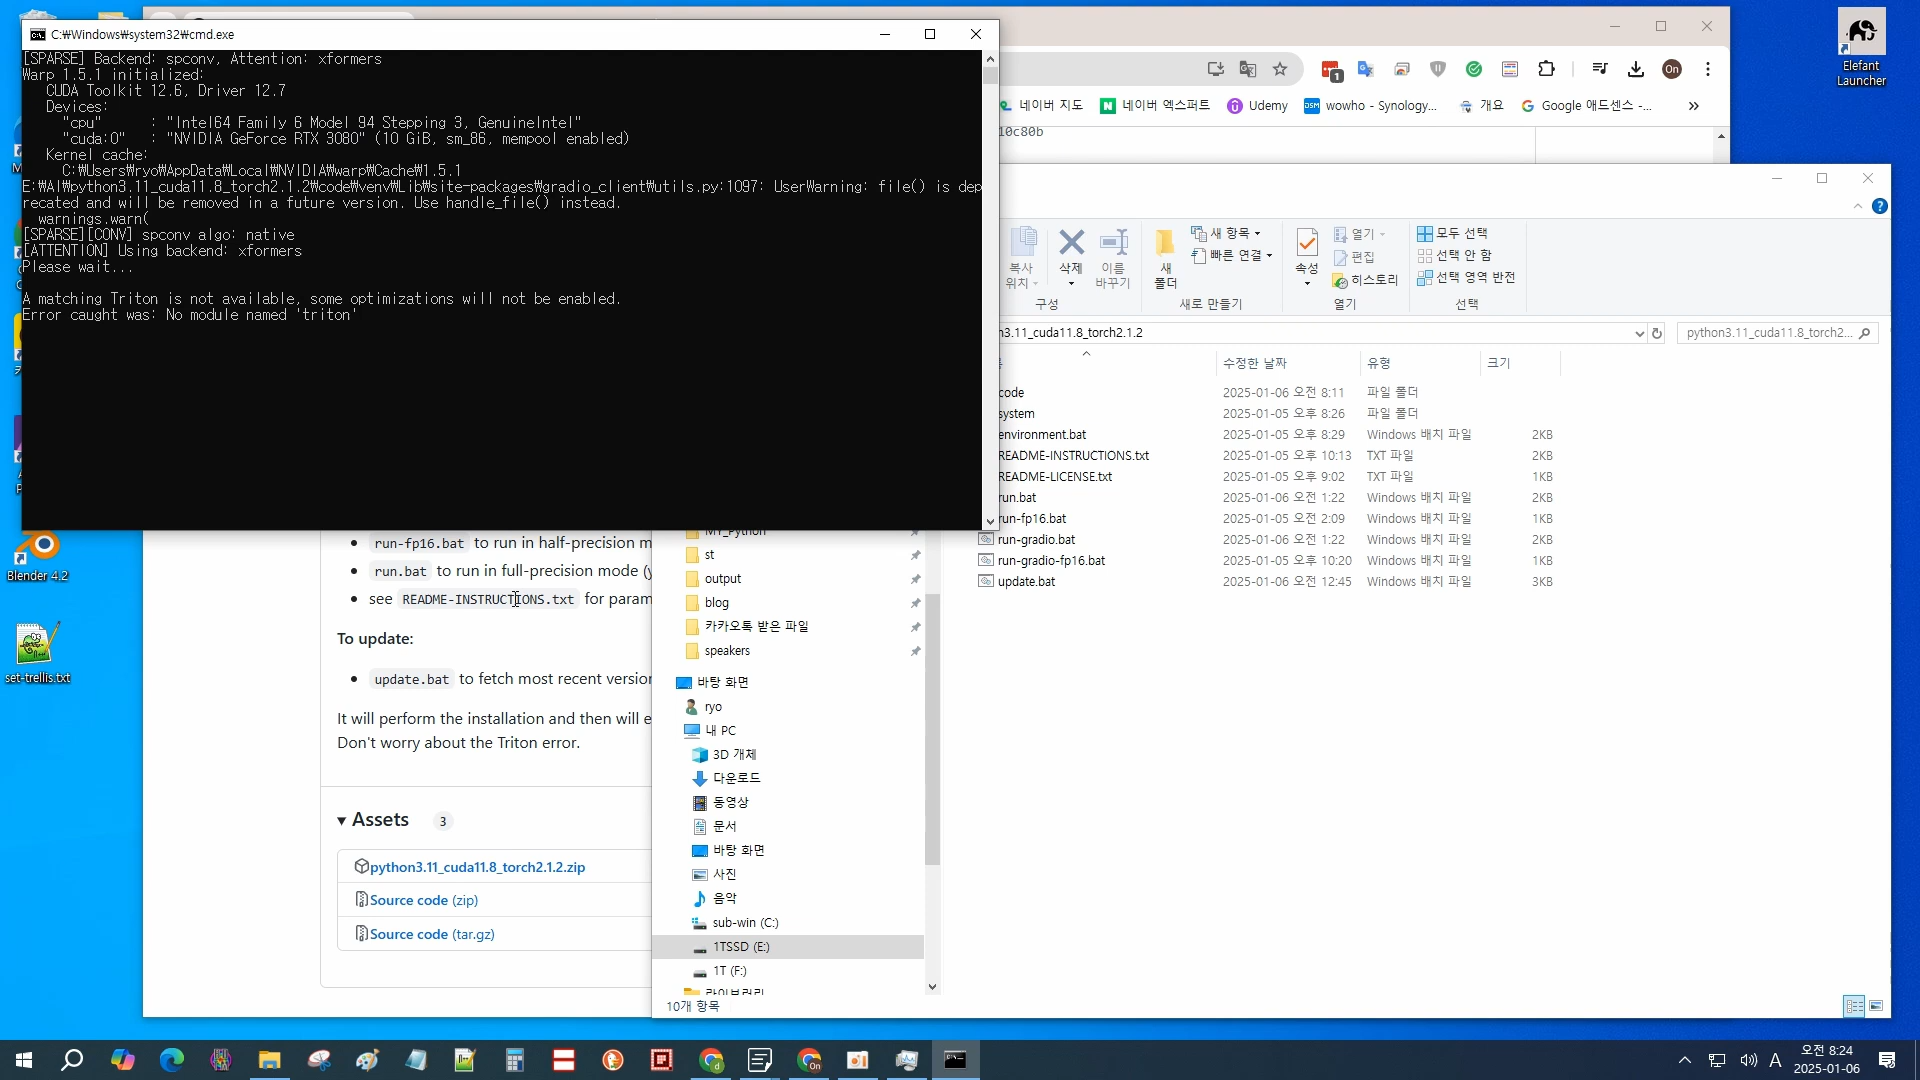 C:₩Windows₩system32₩cmd.exe
[SPARSE] Backend: spconv, Attention: xformers
Warp 1.5.1 initialized:
CUDA Toolkit 12.6, Driver 12.7
Devices:
"cpu" : "Intel64 Family 6 Model 94 Stepping 3, GenuineIntel"
"cuda:0" : "NVIDIA GeForce RTX 3080" (10 GiB, sm_86, mempool enabled)
Kernel cache:
C:₩Users₩ryo₩AppData₩Local₩NVIDIA₩warp₩Cache₩1.5.1
E:₩AI₩python3.11_cuda11.8_torch2.1.2₩code₩venv₩Lib₩site-packages₩gradio_client₩utils.py:1097: UserWarning: file() is dep
recated and will be removed in a future version. Use handle_file() instead.
warnings.warn(
[SPARSE][CONV] spconv algo: native
[ATTENTION] Using backend: xformers
Please wait...
A matching Triton is not available, some optimizations will not be enabled.
Error caught was: No module named 'triton'
Elefant
Launcher
1
On
네이버 지도
네이버 엑스퍼트
Udemy
DSM
wowho - Synology...
개요
Google 애드센스 -...
10c80b
복사
위치
삭제
이름
바꾸기
구성
새
폴더
새 항목
빠른 연결
새로 만들기
속성
열기
편집
히스토리
열기
모두 선택
선택 안 함
선택 영역 반전
선택
3.11_cuda11.8_torch2.1.2
python3.11_cuda11.8_torch2...
수정한 날짜 유형 크기
code 2025-01-06 오전 8:11 파일 폴더
system 2025-01-05 오후 8:26 파일 폴더
environment.bat 2025-01-05 오후 8:29 Windows 배치 파일 2KB
README-INSTRUCTIONS.txt 2025-01-05 오후 10:13 TXT 파일 2KB
README-LICENSE.txt 2025-01-05 오후 9:02 TXT 파일 1KB
run.bat 2025-01-06 오전 1:22 Windows 배치 파일 2KB
run-fp16.bat 2025-01-05 오전 2:09 Windows 배치 파일 1KB
run-gradio.bat 2025-01-06 오전 1:22 Windows 배치 파일 2KB
run-gradio-fp16.bat 2025-01-05 오전 10:20 Windows 배치 파일 1KB
update.bat 2025-01-06 오전 12:45 Windows 배치 파일 3KB
MY_Python
st
output
blog
카카오톡 받은 파일
speakers
바탕 화면
ryo
내 PC
3D 개체
다운로드
동영상
문서
바탕 화면
사진
음악
sub-win (C:)
1TSSD (E:)
1T (F:)
라이브러리
10개 항목
run-fp16.bat to run in half-precision m
run.bat to run in full-precision mode (y
see README-INSTRUCTIONS.txt for param
To update:
update.bat to fetch most recent version
It will perform the installation and then will e
Don't worry about the Triton error.
Assets 3
python3.11_cuda11.8_torch2.1.2.zip
Source code (zip)
Source code (tar.gz)
Blender 4.2
set-trellis.txt
A
오전 8:24
2025-01-06